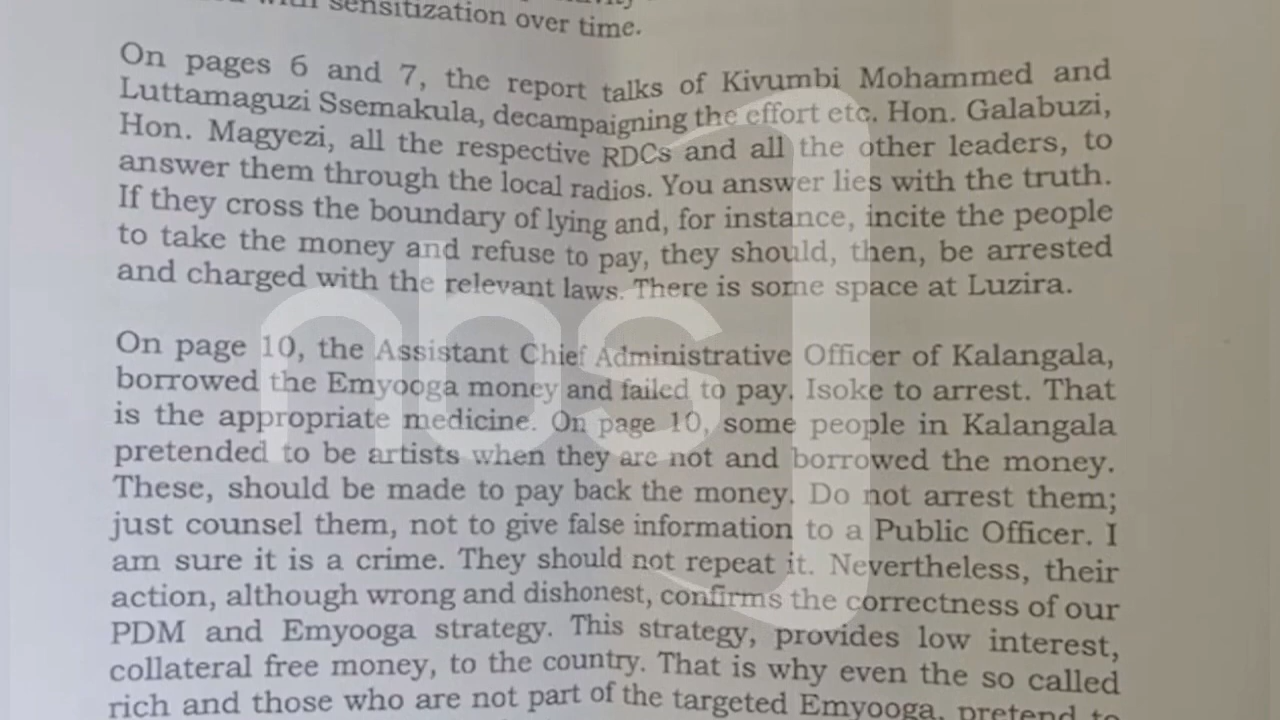 sensitization over time.
On pages 6 and 7, the report talks of Kivumbi Mohammed and
Luttamaguzi Ssemakula, decampaigning the effort etc. Hon. Galabuzi,
Hon. Magyezi, all the respective RDCs and all the other leaders, to
answer them through the local radios. You answer lies with the truth.
If they cross the boundary of lying and, for instance, incite the people
to take the money and refuse to pay, they should, then, be arrested
and charged with the relevant laws. There is some space at Luzira.
On page 10, the Assistant Chief Administrative Officer of Kalangala,
borrowed the Emyooga money and failed to pay. Isoke to arrest. That
is the appropriate medicine. On page 10, some people in Kalangala
pretended to be artists when they are not and borrowed the money.
These, should be made to pay back the money. Do not arrest them;
just counsel them, not to give false information to a Public Officer. I
am sure it is a crime. They should not repeat it. Nevertheless, their
action, although wrong and dishonest, confirms the correctness of our
PDM and Emyooga strategy. This strategy, provides low interest,
collateral free money, to the country. That is why even the so called
rich and those who are not part of the targeted Emyooga, pretend to
nbs